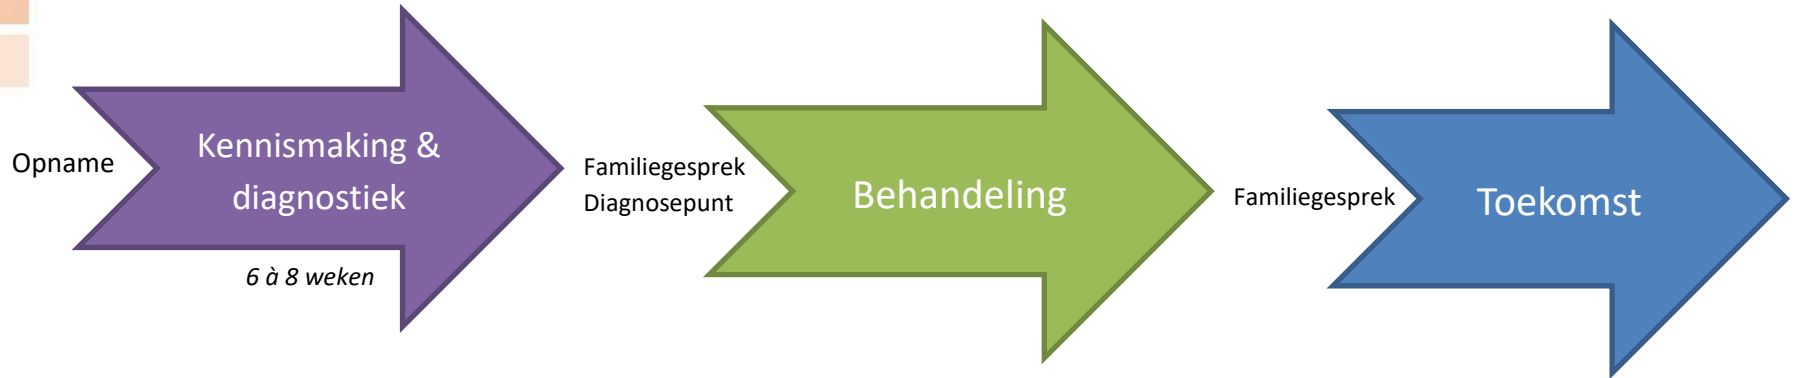 Opname
Kennismaking &
diagnostiek
6 à 8 weken
Familiegesprek
Diagnosepunt
Behandeling
Familiegesprek
Toekomst